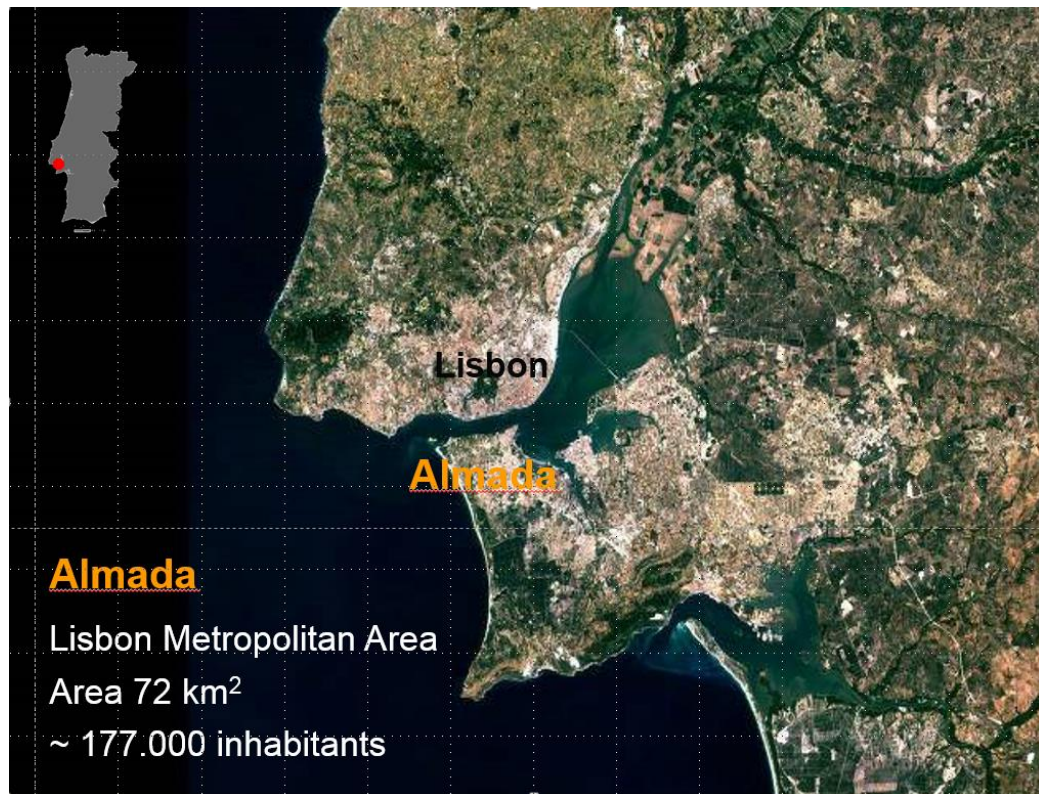 Lisbon
Almada
Almada
Lisbon Metropolitan Area
Area 72 km²
~ 177.000 inhabitants